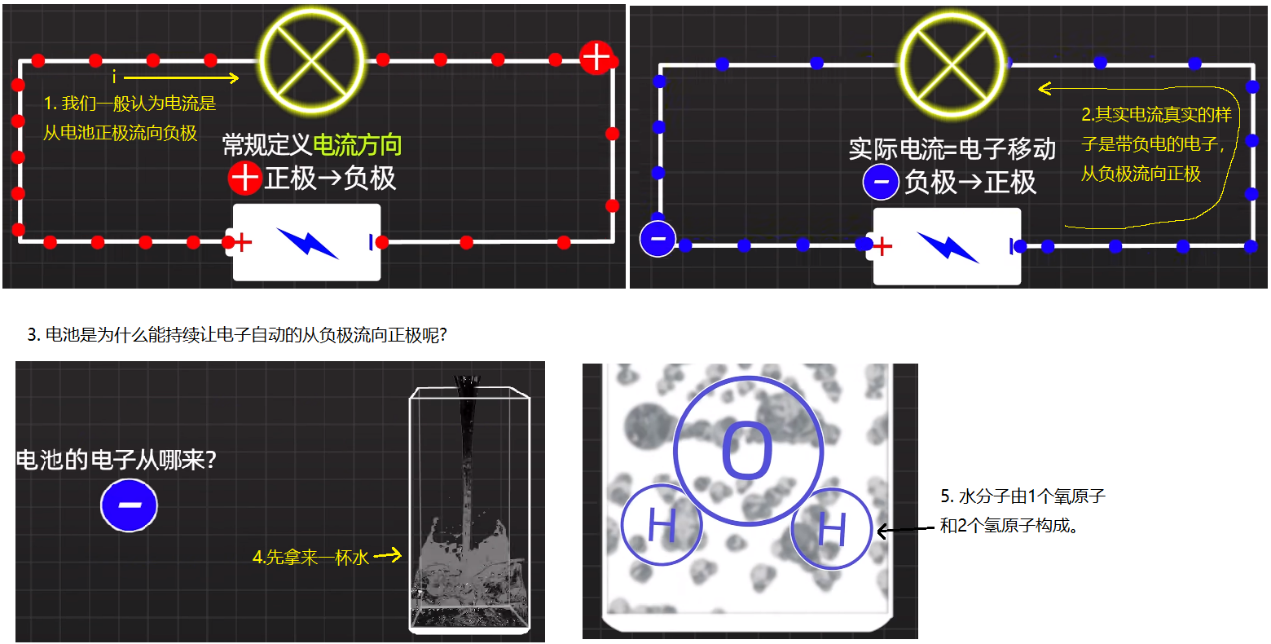 i
1. 我们一般认为电流是
从电池正极流向负极
常规定义电流方向
+正极→负极
+
2.其实电流真实的样
子是带负电的电子，
从负极流向正极
实际电流=电子移动
-负极→正极
-
+
3. 电池是为什么能持续让电子自动的从负极流向正极呢?
电池的电子从哪来?
-
4.先拿来一杯水
O
H
H
5. 水分子由1个氧原子
和2个氢原子构成。